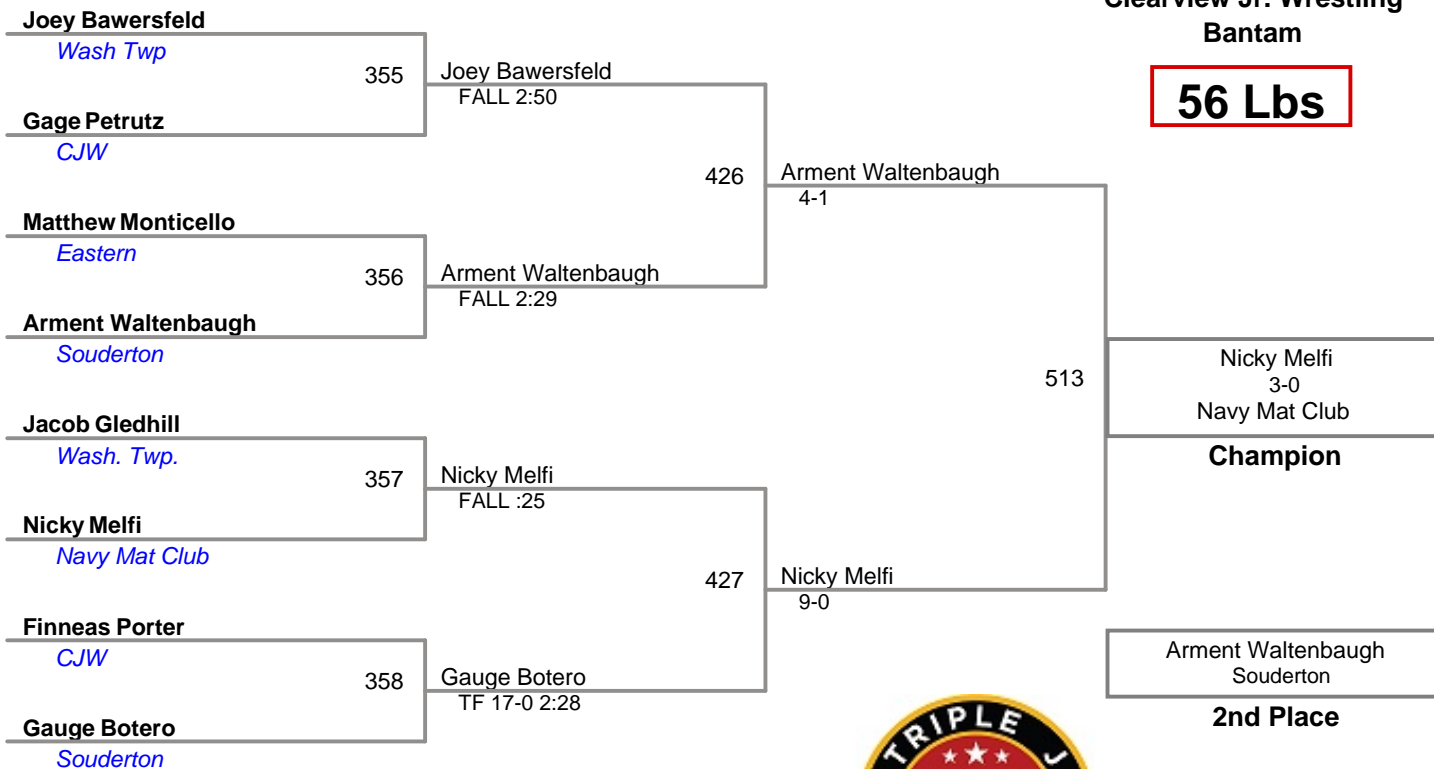 Clearview Jr. Wrestling
Bantam
56 Lbs
Joey Bawersfeld
Wash Twp
355
Joey Bawersfeld
FALL 2:50
Gage Petrutz
CJW
426
Arment Waltenbaugh
4-1
Matthew Monticello
Eastern
356
Arment Waltenbaugh
FALL 2:29
Arment Waltenbaugh
Souderton
513
Nicky Melfi
3-0
Navy Mat Club
Champion
Jacob Gledhill
Wash. Twp.
357
Nicky Melfi
FALL :25
Nicky Melfi
Navy Mat Club
427
Nicky Melfi
9-0
Finneas Porter
CJW
358
Gauge Botero
TF 17-0 2:28
Gauge Botero
Souderton
Arment Waltenbaugh
Souderton
2nd Place
TRIPLE J